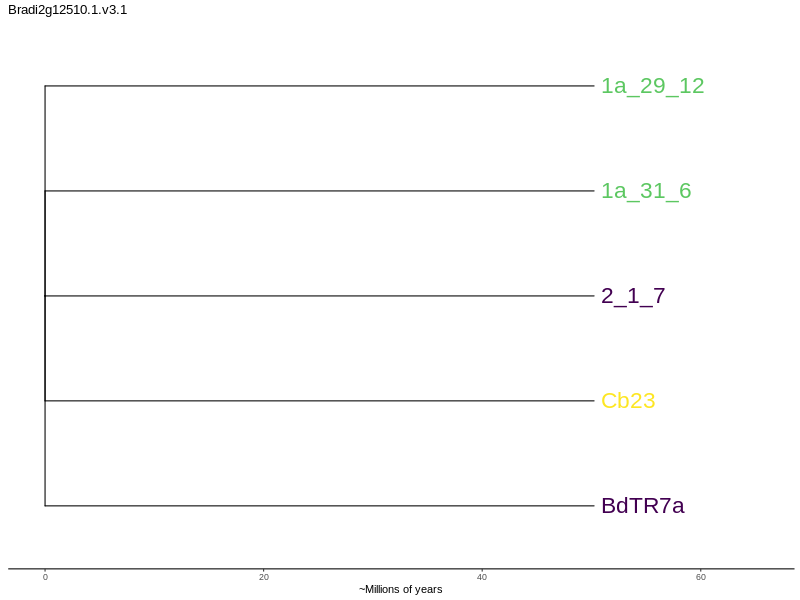 Bradi2g12510.1.v3.1
1a_29_12
1a_31_6
2_1_7
Cb23
BdTR7a
0 20 40 60
~Millions of years